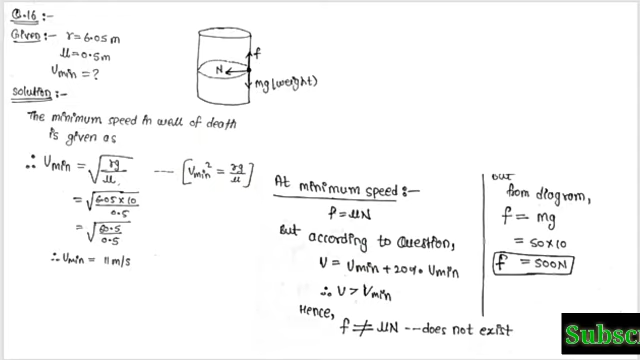 Q.16:-
Given:- r=6.05m
μ=0.5m
Vmin=?
Solution:-
N
f
mg(weight)
The minimum speed in wall of death
is given as
∴ Vmin = √rg/μ --- [Vmin² = rg/μ]
= √6.05×10/0.5
= √60.5/0.5
∴ Vmin = 11m/s
At minimum speed:-
f=μN
But according to Question,
V= Vmin + 20% Vmin
∴ V > Vmin
Hence,
f ≠ μN ---does not exist
But
from diagram,
f = mg
= 50×10
f = 500N
Subscr